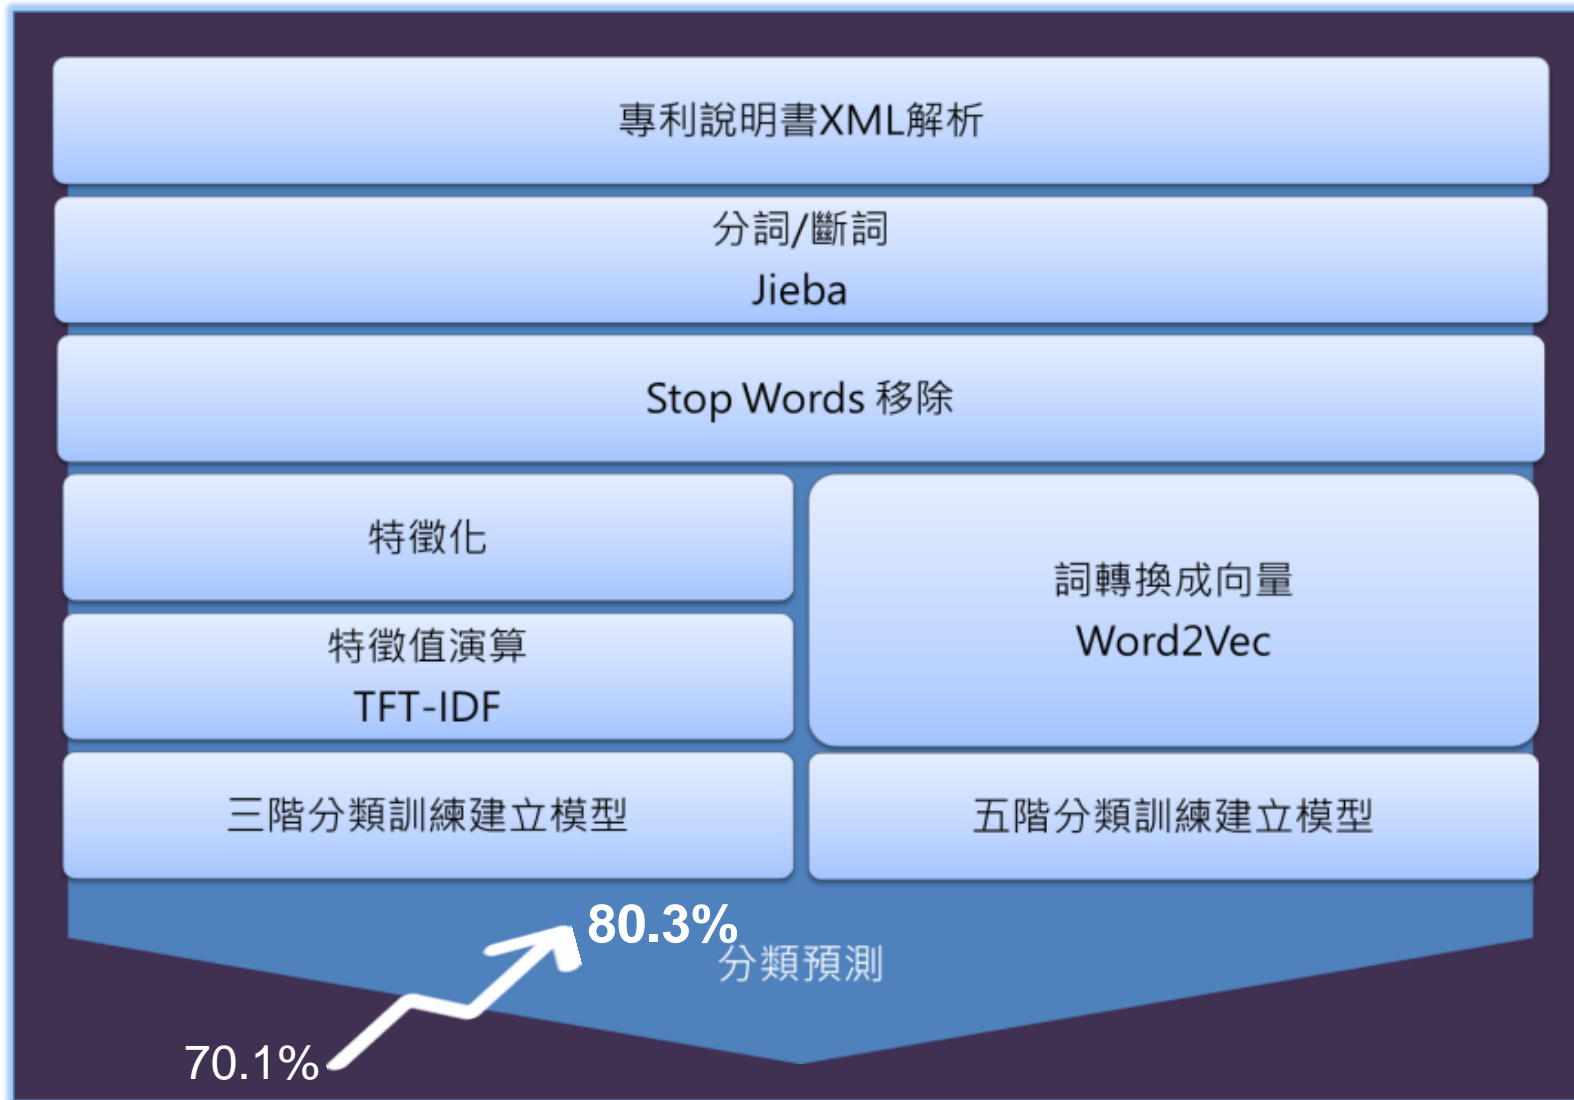 專利說明書XML解析
分詞/斷詞
Jieba
Stop Words 移除
特徵化
特徵值演算
TFT-IDF
詞轉換成向量
Word2Vec
三階分類訓練建立模型
五階分類訓練建立模型
80.3%
分類預測
70.1%